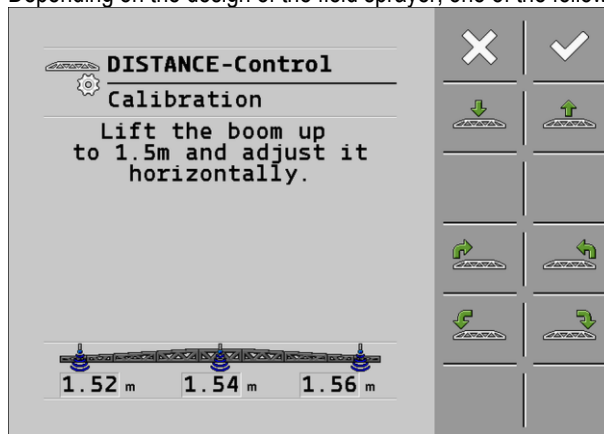 Depending on the design of the field sprayer, one of the follow
DISTANCE-Control
Calibration
Lift the boom up
to 1.5m and adjust it
horizontally.
1.52 m 1.54 m 1.56 m